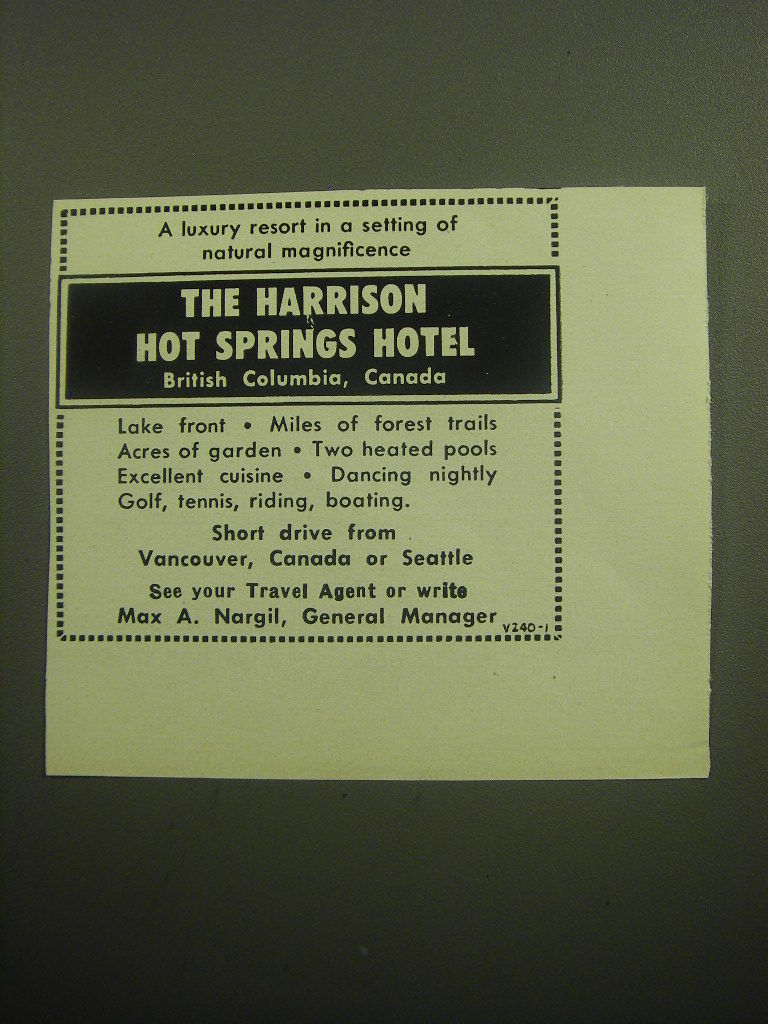 A luxury resort in a setting of
natural magnificence
THE HARRISON
HOT SPRINGS HOTEL
British Columbia, Canada
Lake front • Miles of forest trails
Acres of garden • Two heated pools
Excellent cuisine • Dancing nightly
Golf, tennis, riding, boating.
Short drive from
Vancouver, Canada or Seattle
See your Travel Agent or write
Max A. Nargil, General Manager
V240-1